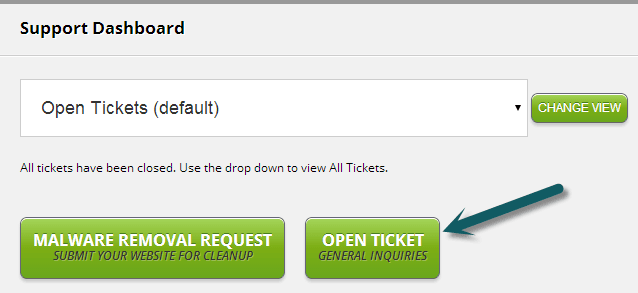 Support Dashboard
Open Tickets (default)
CHANGE VIEW
All tickets have been closed. Use the drop down to view All Tickets.
MALWARE REMOVAL REQUEST
SUBMIT YOUR WEBSITE FOR CLEANUP
OPEN TICKET
GENERAL INQUIRIES